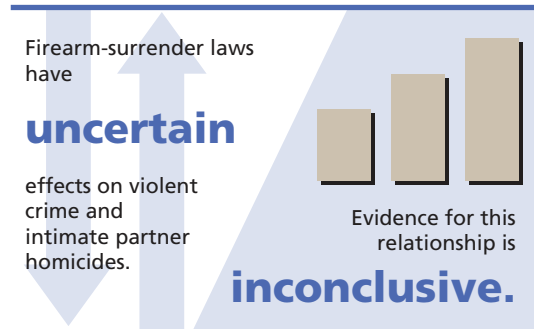 Firearm-surrender laws
have
uncertain
effects on violent
crime and
intimate partner
homicides.
Evidence for this
relationship is
inconclusive.